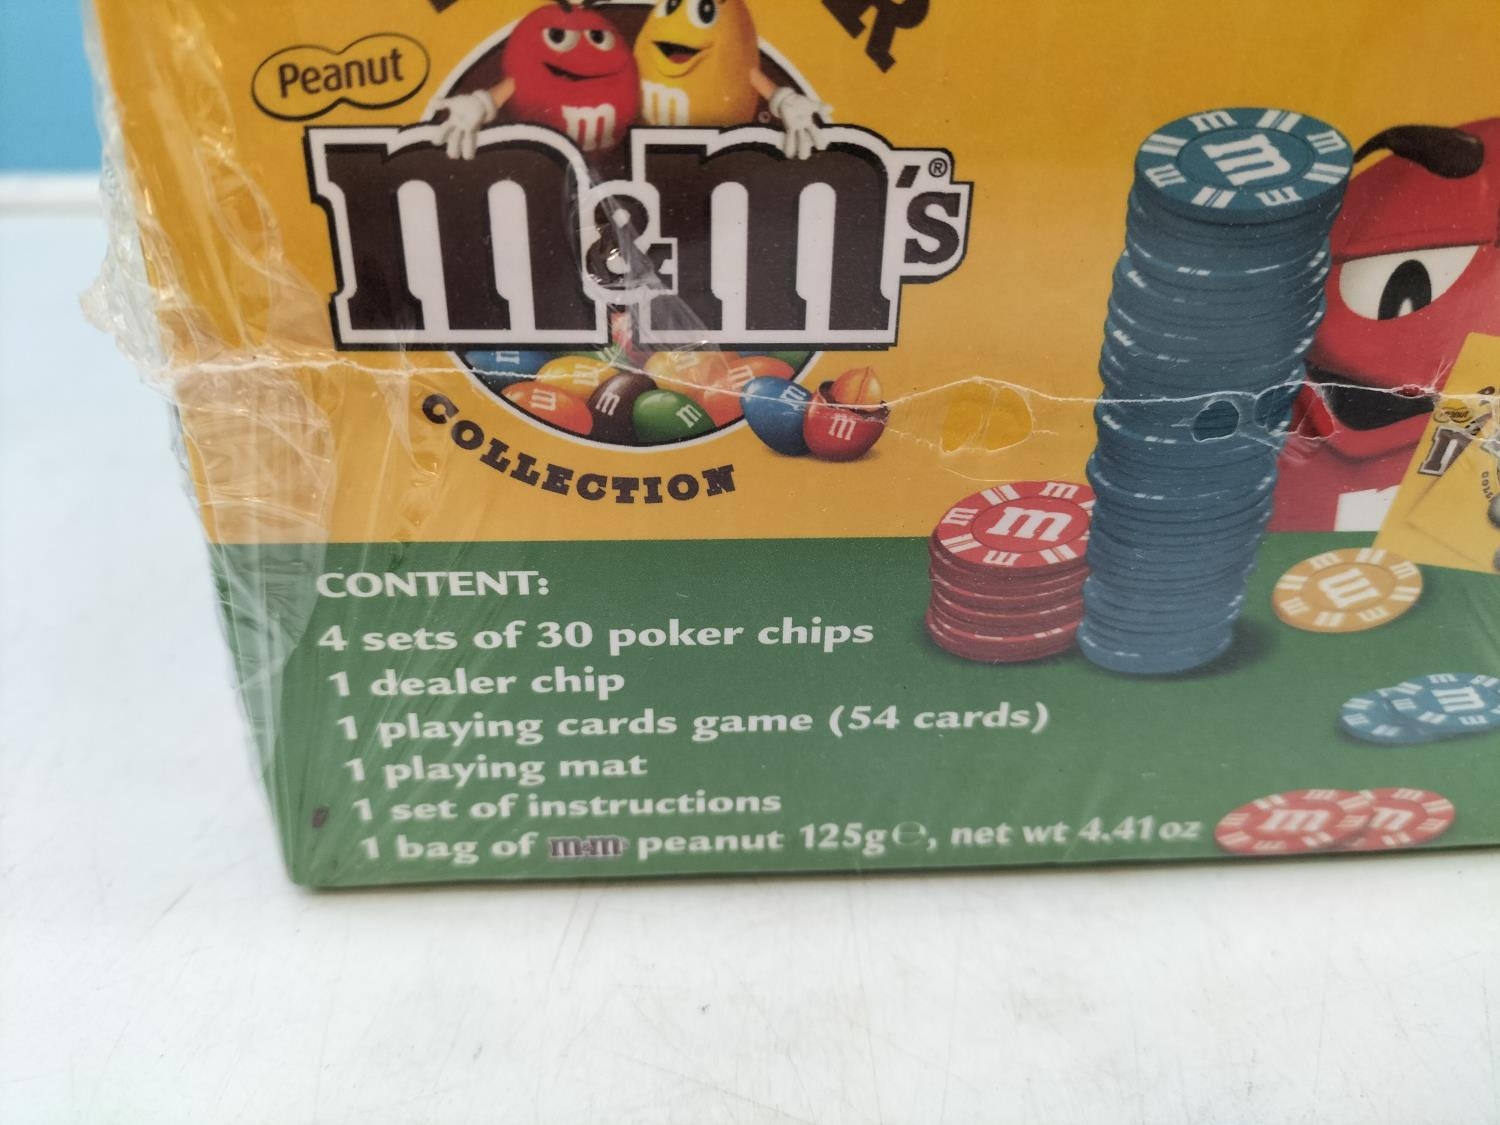 Peanut
m&m's®
COLLECTION
CONTENT:
4 sets of 30 poker chips
1 dealer chip
1 playing cards game (54 cards)
1 playing mat
1 set of instructions
1 bag of m&m's peanut 125g℮, net wt 4.41oz